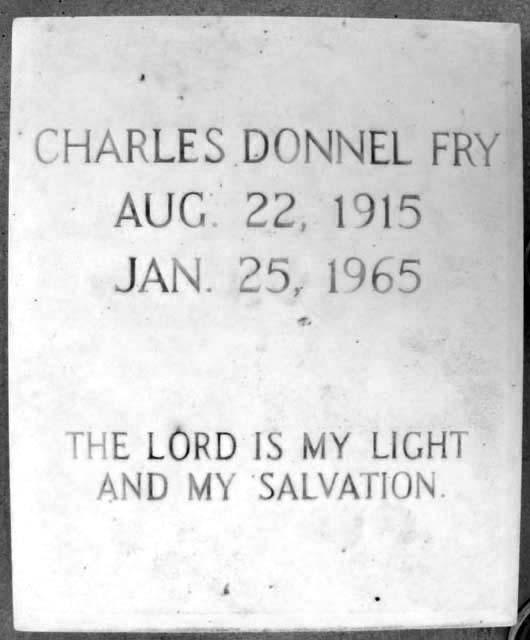 CHARLES DONNEL FRY
AUG. 22, 1915
JAN. 25, 1965
THE LORD IS MY LIGHT
AND MY SALVATION.